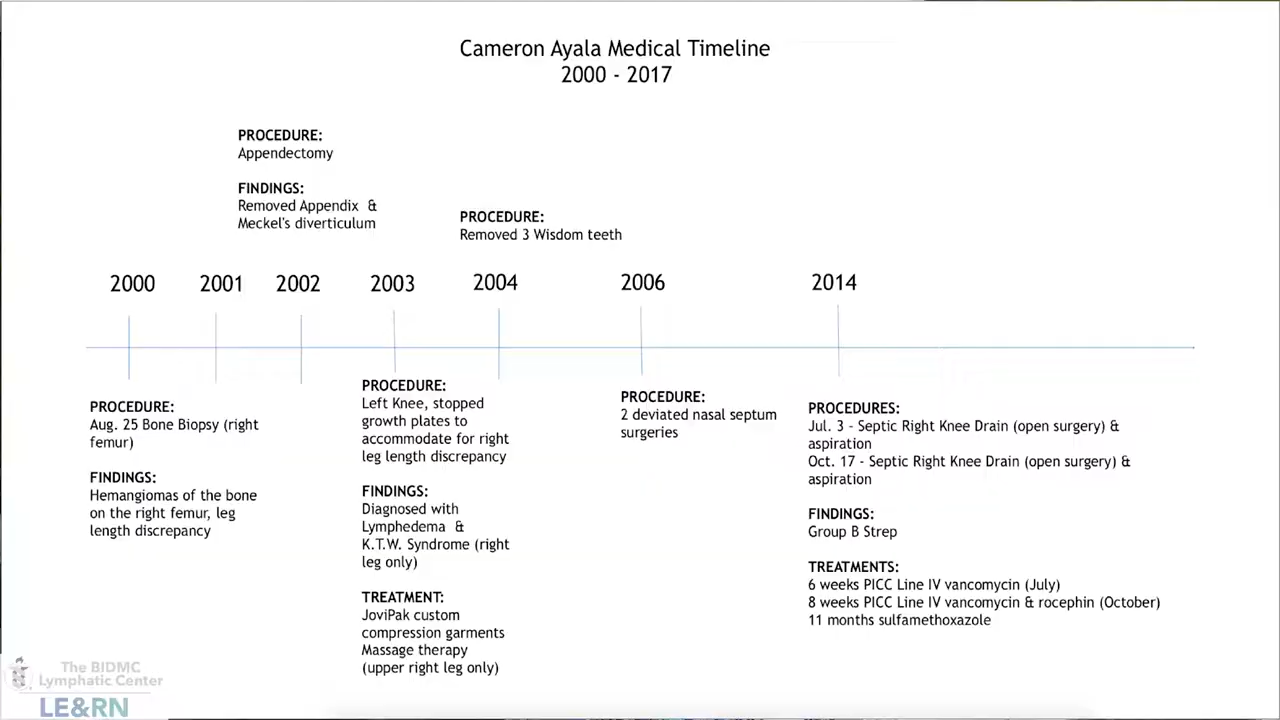 Cameron Ayala Medical Timeline
2000 - 2017
PROCEDURE:
Appendectomy
FINDINGS:
Removed Appendix &
Meckel's diverticulum
PROCEDURE:
Removed 3 Wisdom teeth
2000
2001
2002
2003
2004
2006
2014
PROCEDURE:
Aug. 25 Bone Biopsy (right
femur)
FINDINGS:
Hemangiomas of the bone
on the right femur, leg
length discrepancy
PROCEDURE:
Left Knee, stopped
growth plates to
accommodate for right
leg length discrepancy
FINDINGS:
Diagnosed with
Lymphedema &
K.T.W. Syndrome (right
leg only)
TREATMENT:
JoviPak custom
compression garments
Massage therapy
(upper right leg only)
PROCEDURE:
2 deviated nasal septum
surgeries
PROCEDURES:
Jul. 3 - Septic Right Knee Drain (open surgery) &
aspiration
Oct. 17 - Septic Right Knee Drain (open surgery) &
aspiration
FINDINGS:
Group B Strep
TREATMENTS:
6 weeks PICC Line IV vancomycin (July)
8 weeks PICC Line IV vancomycin & rocephin (October)
11 months sulfamethoxazole
The BIDMC
Lymphatic Center
LE&RN